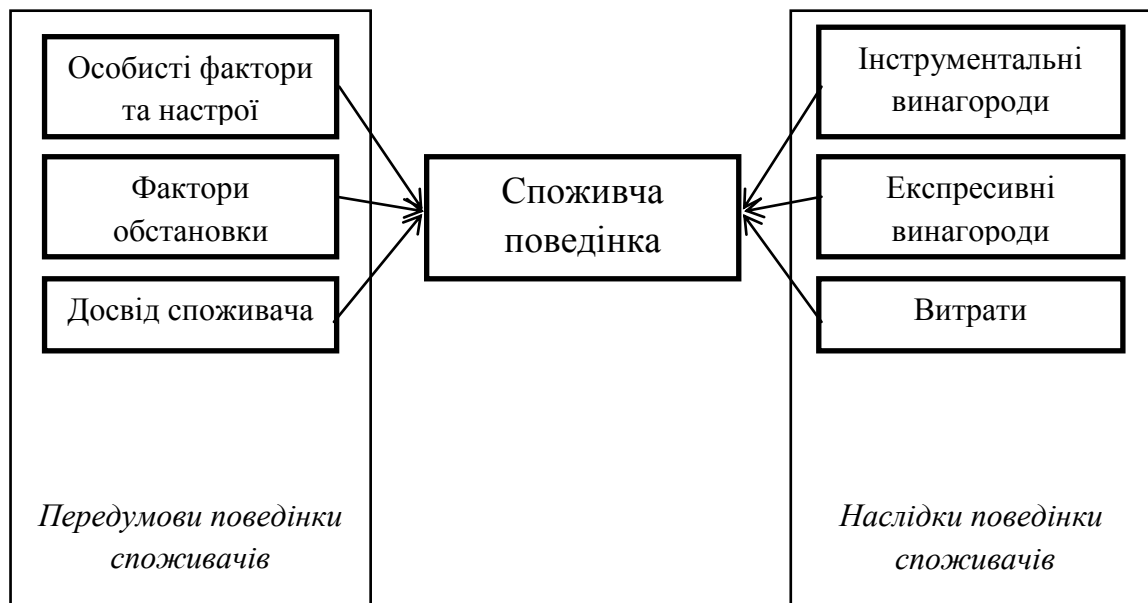 Особисті фактори
та настрої
Фактори
обстановки
Досвід споживача
Передумови поведінки
споживачів
Споживча
поведінка
Інструментальні
винагороди
Експресивні
винагороди
Витрати
Наслідки поведінки
споживачів